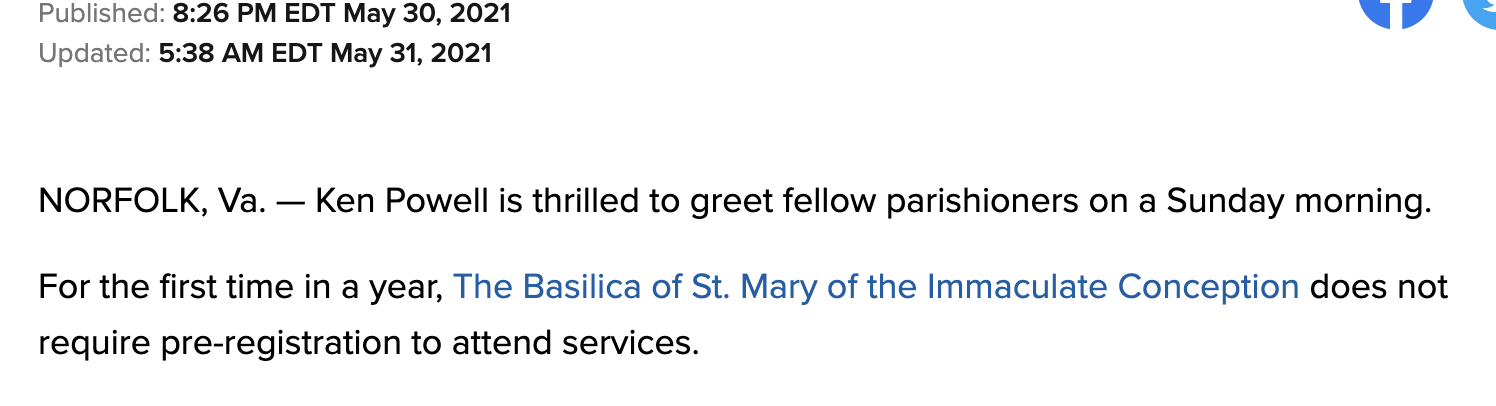 Published: 8:26 PM EDT May 30, 2021
Updated: 5:38 AM EDT May 31, 2021
NORFOLK, Va. — Ken Powell is thrilled to greet fellow parishioners on a Sunday morning.
For the first time in a year, The Basilica of St. Mary of the Immaculate Conception does not
require pre-registration to attend services.